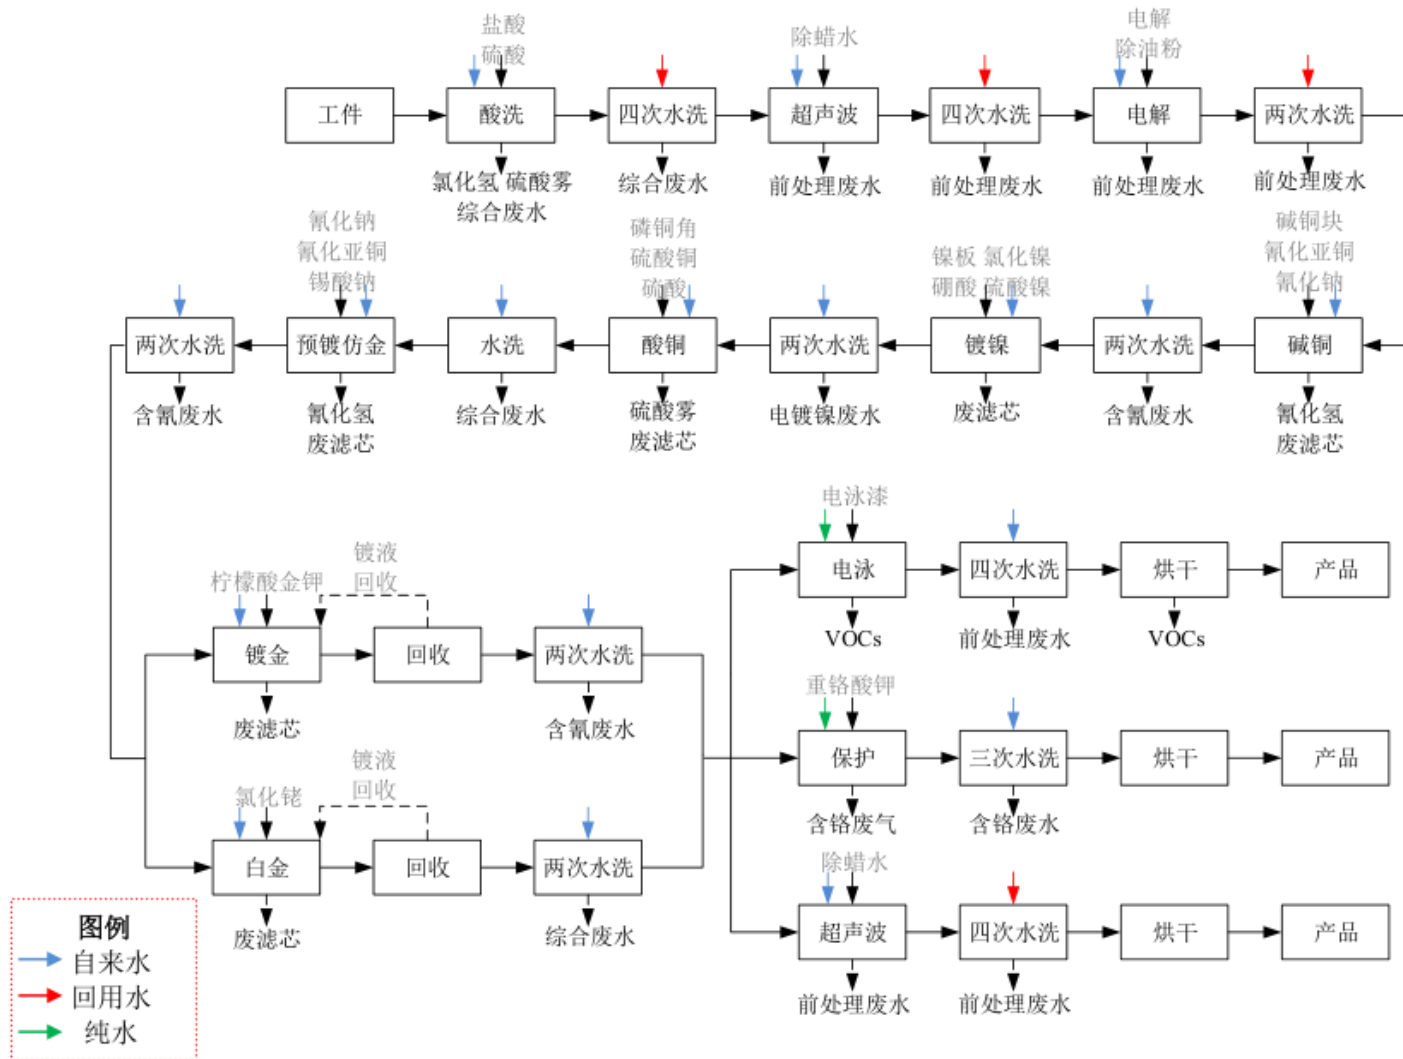 盐酸
硫酸
除蜡水
电解
除油粉
工件
酸洗
四次水洗
超声波
四次水洗
电解
两次水洗
氯化氢 硫酸雾
综合废水
综合废水
前处理废水
前处理废水
前处理废水
前处理废水
氰化钠
氰化亚铜
锡酸钠
磷铜角
硫酸铜
硫酸
镍板 氯化镍
硼酸 硫酸镍
碱铜块
氰化亚铜
氰化钠
两次水洗
预镀仿金
水洗
酸铜
两次水洗
镀镍
两次水洗
碱铜
含氰废水
氰化氢
废滤芯
综合废水
硫酸雾
废滤芯
电镀镍废水
废滤芯
含氰废水
氰化氢
废滤芯
电泳漆
电泳
四次水洗
烘干
产品
VOCs
前处理废水
VOCs
柠檬酸金钾
镀液
回收
镀金
回收
两次水洗
废滤芯
含氰废水
重铬酸钾
保护
三次水洗
烘干
产品
含铬废气
含铬废水
氯化铑
镀液
回收
白金
回收
两次水洗
废滤芯
综合废水
除蜡水
超声波
四次水洗
烘干
产品
前处理废水
前处理废水
图例
自来水
回用水
纯水